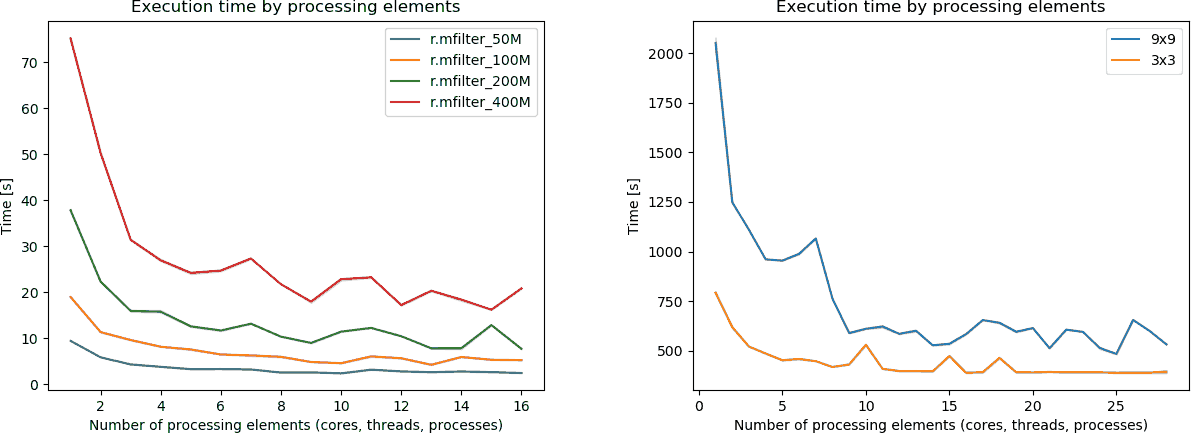 Execution time by processing elements
r.mfilter_50M
r.mfilter_100M
r.mfilter_200M
r.mfilter_400M
70
60
50
40
30
20
10
0
Time [s]
2 4 6 8 10 12 14 16
Number of processing elements (cores, threads, processes)
Execution time by processing elements
9x9
3x3
2000
1750
1500
1250
1000
750
500
Time [s]
0 5 10 15 20 25
Number of processing elements (cores, threads, processes)